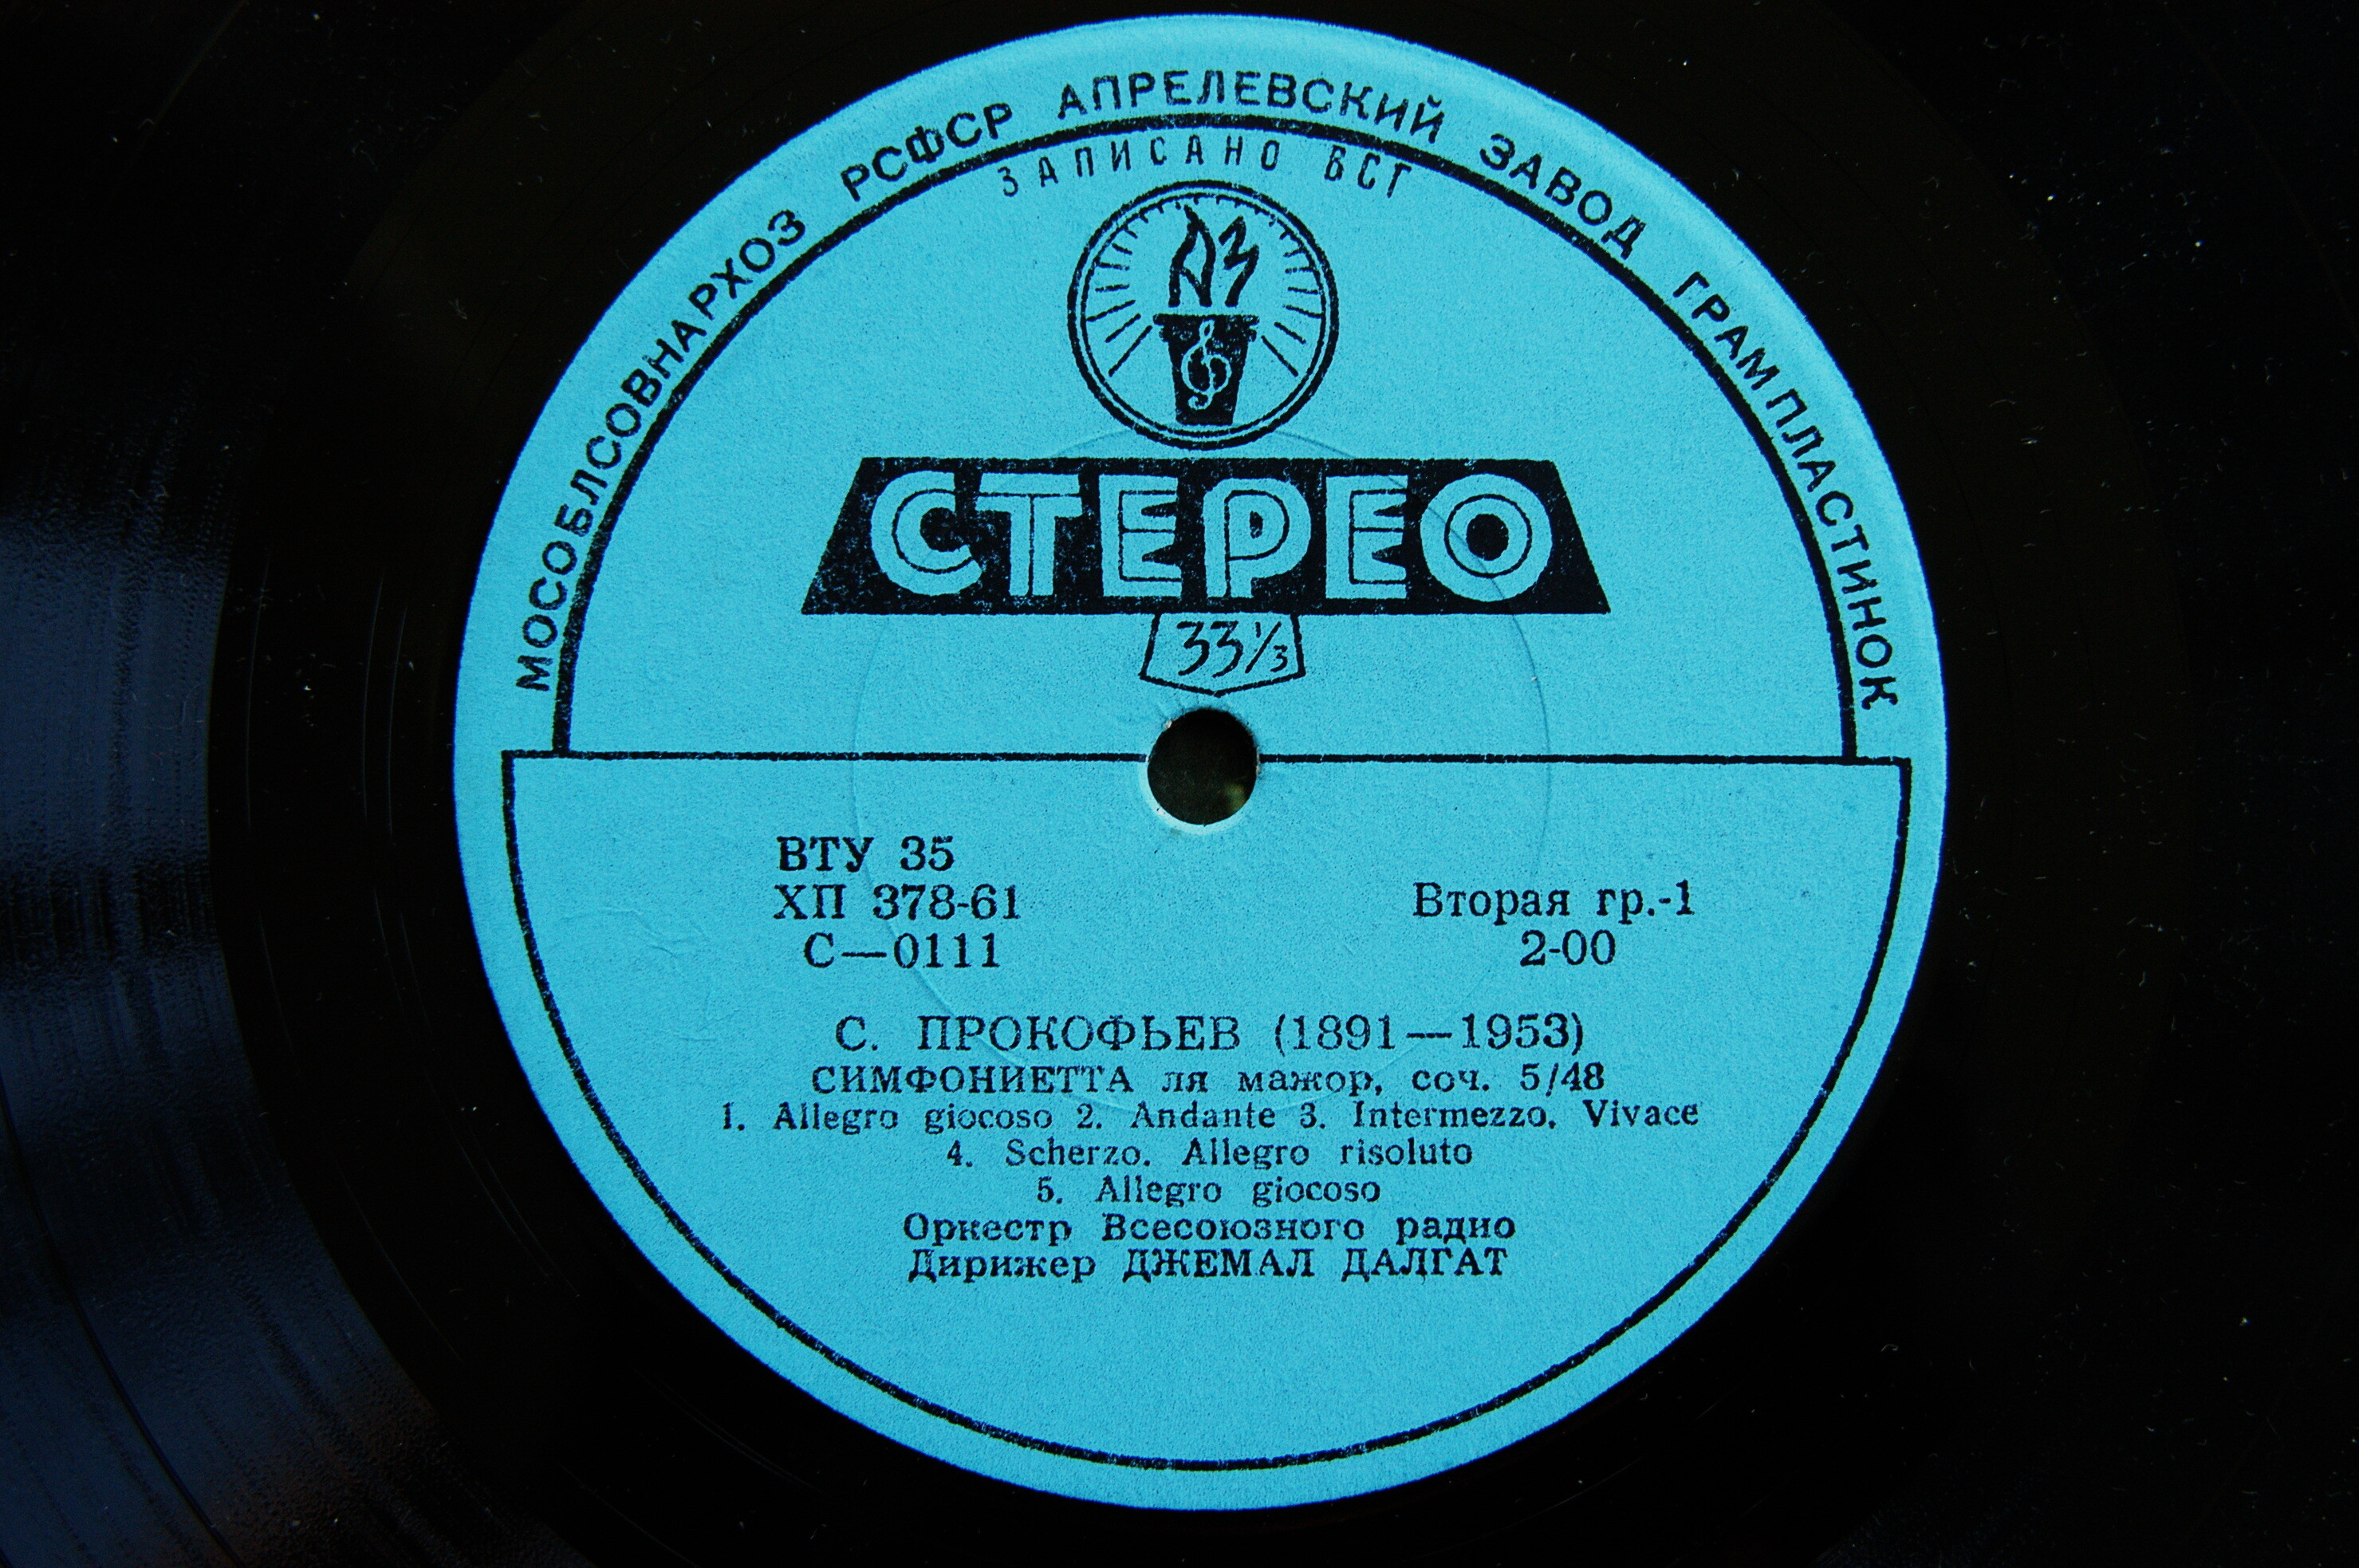 МОСОБЛСОВНАРХОЗ РСФСР АПРЕЛЕВСКИЙ ЗАВОД ГРАМПЛАСТИНОК
ЗАПИСАНО ВСГ
АЗ
СТЕРЕО
33⅓
ВТУ 35
ХП 378-61
С—0111
Вторая гр.-1
2-00
С. ПРОКОФЬЕВ (1891—1953)
СИМФОНИЕТТА ля мажор, соч. 5/48
1. Allegro giocoso 2. Andante 3. Intermezzo. Vivace
4. Scherzo. Allegro risoluto
5. Allegro giocoso
Оркестр Всесоюзного радио
Дирижер ДЖЕМАЛ ДАЛГАТ